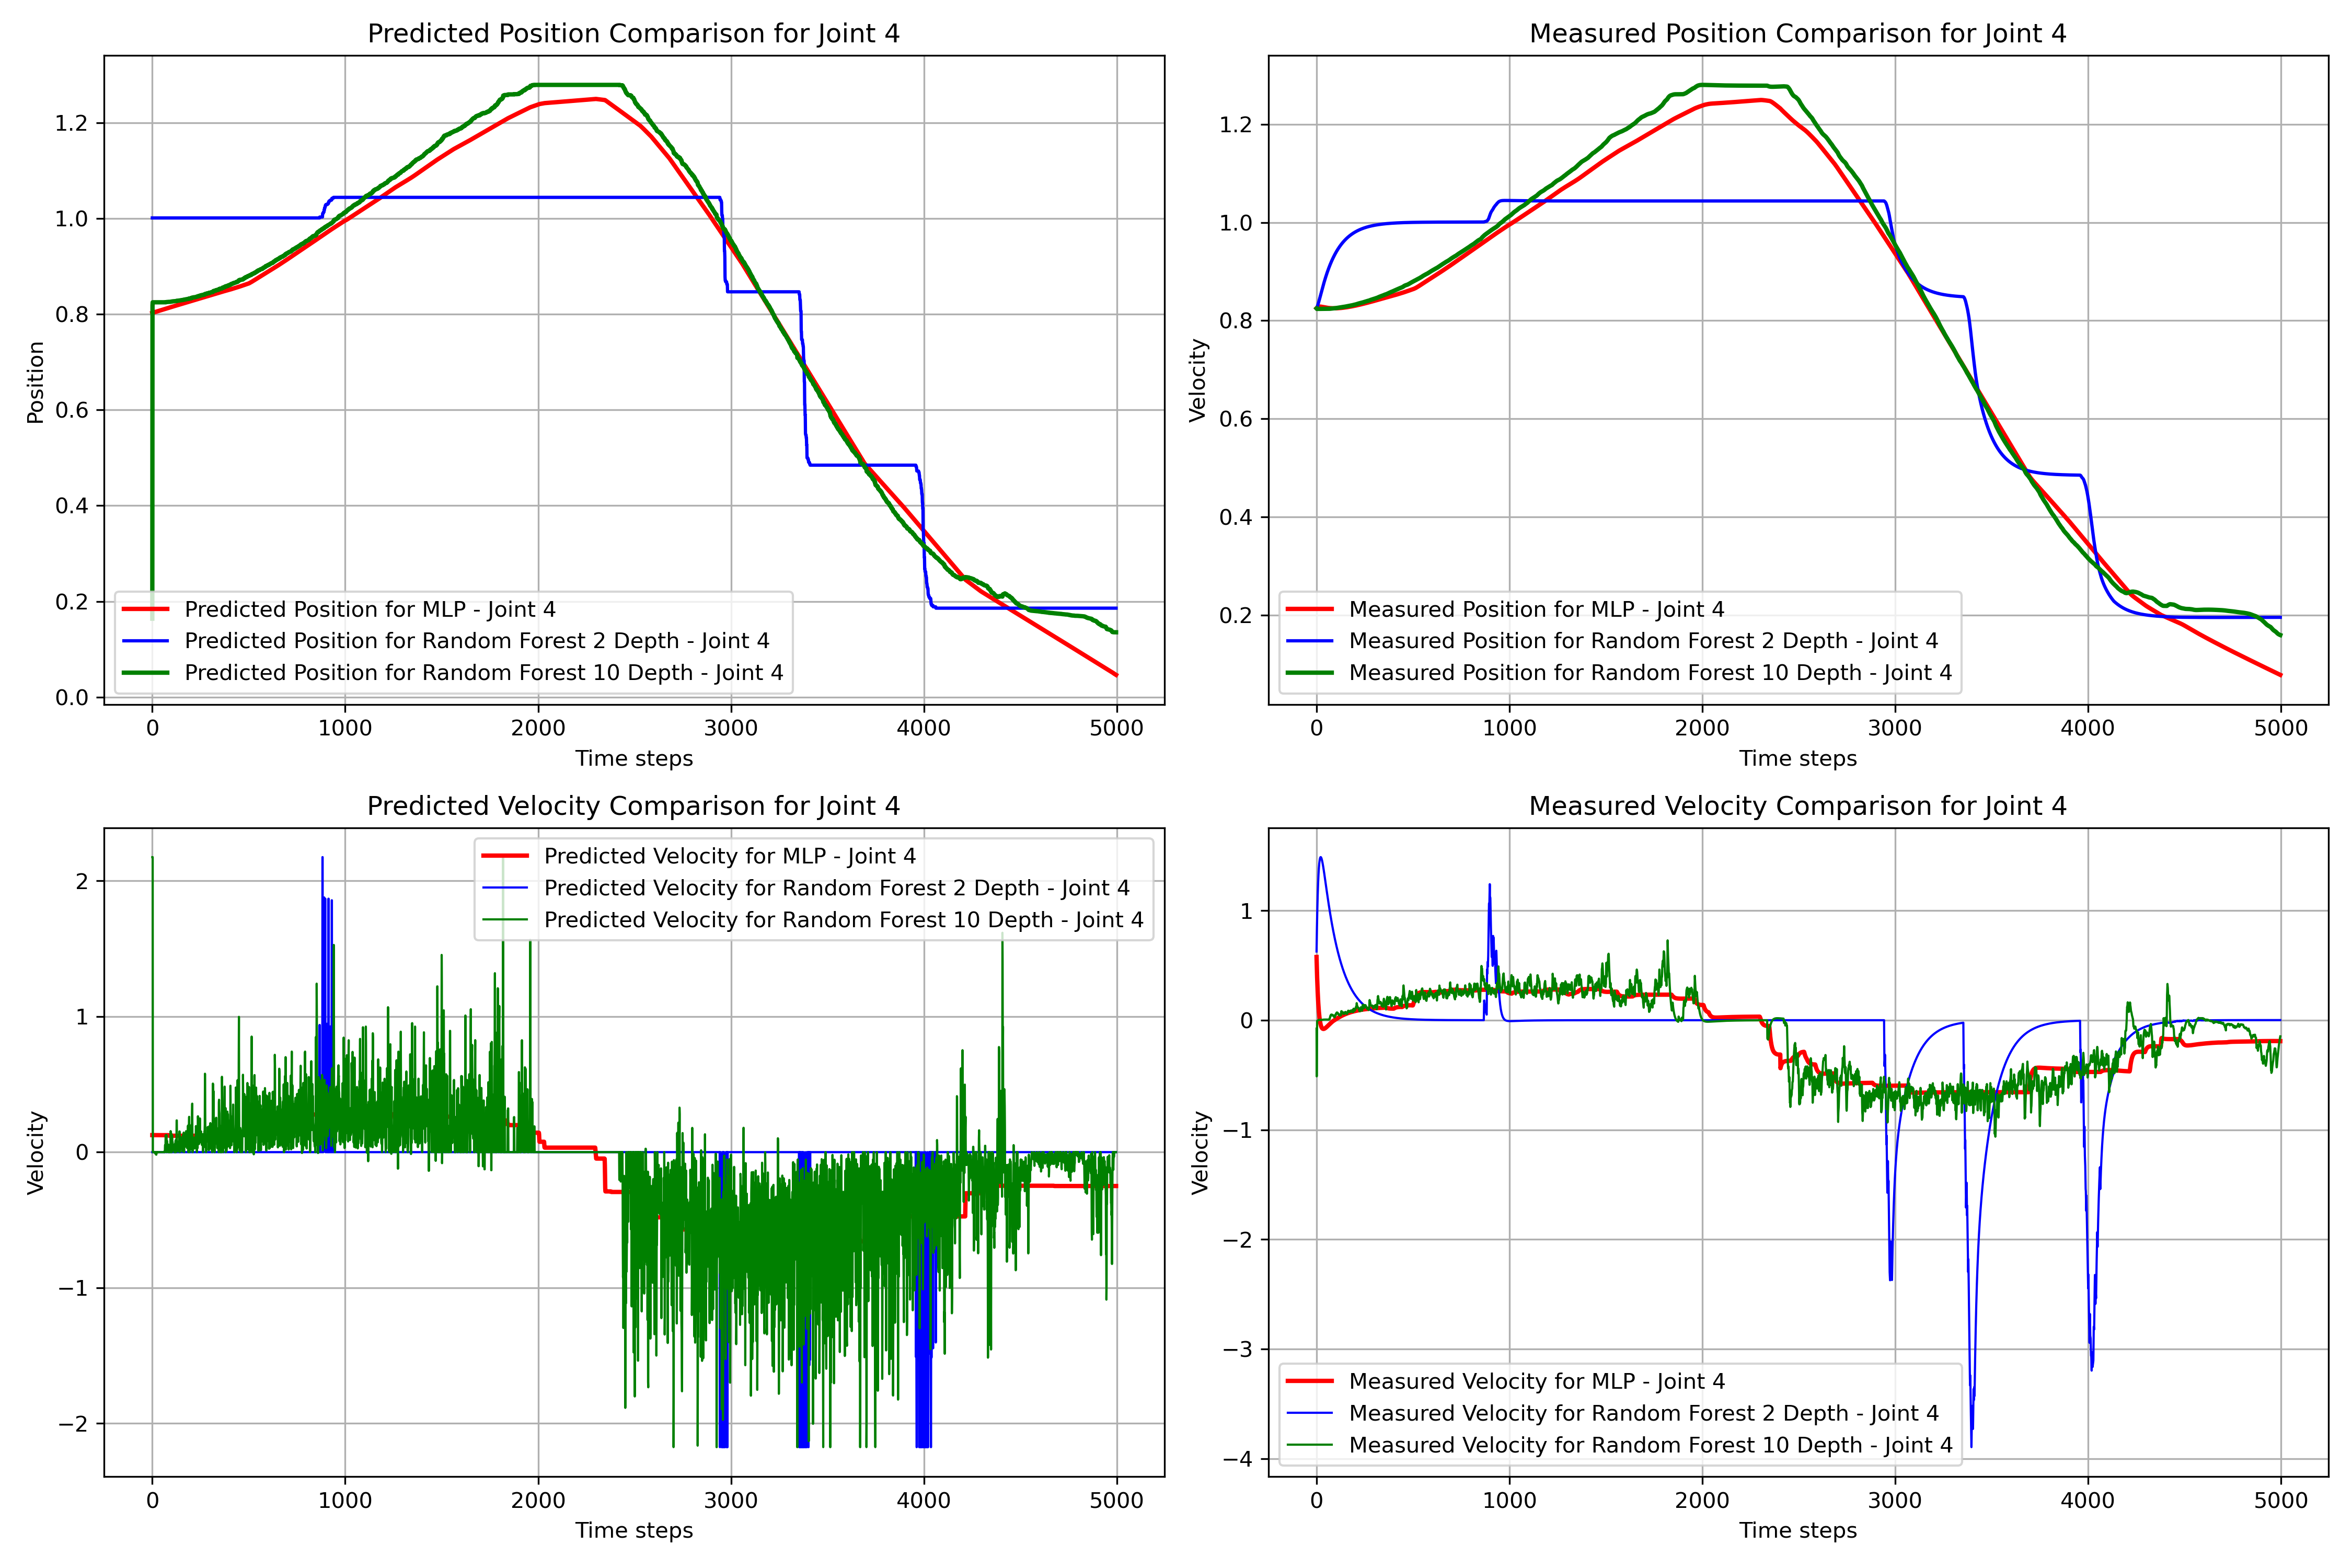 Predicted Position Comparison for Joint 4
Position
1.2
1.0
0.8
0.6
0.4
0.2
0.0
Predicted Position for MLP - Joint 4
Predicted Position for Random Forest 2 Depth - Joint 4
Predicted Position for Random Forest 10 Depth - Joint 4
0 1000 2000 3000 4000 5000
Time steps
Measured Position Comparison for Joint 4
Velocity
1.2
1.0
0.8
0.6
0.4
0.2
Measured Position for MLP - Joint 4
Measured Position for Random Forest 2 Depth - Joint 4
Measured Position for Random Forest 10 Depth - Joint 4
0 1000 2000 3000 4000 5000
Time steps
Predicted Velocity Comparison for Joint 4
Velocity
2
1
0
−1
−2
Predicted Velocity for MLP - Joint 4
Predicted Velocity for Random Forest 2 Depth - Joint 4
Predicted Velocity for Random Forest 10 Depth - Joint 4
0 1000 2000 3000 4000 5000
Time steps
Measured Velocity Comparison for Joint 4
Velocity
1
0
−1
−2
−3
−4
Measured Velocity for MLP - Joint 4
Measured Velocity for Random Forest 2 Depth - Joint 4
Measured Velocity for Random Forest 10 Depth - Joint 4
0 1000 2000 3000 4000 5000
Time steps